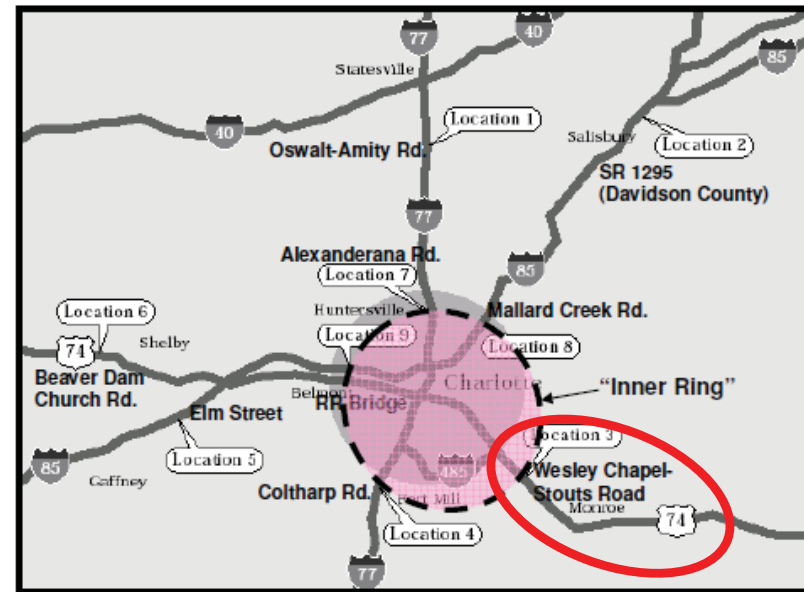 77
40
85
Statesville
Location 1
40
Oswalt-Amity Rd.
Salisbury
Location 2
SR 1295
(Davidson County)
77
Alexanderana Rd.
85
Location 7
Huntersville
Mallard Creek Rd.
Location 6
Location 9
Location 8
74
Shelby
Charlotte
"Inner Ring"
Beaver Dam
Church Rd.
Belmont
RR Bridge
Elm Street
Location 3
85
Location 5
Gaffney
485
Wesley Chapel-
Stouts Road
Coltharp Rd.
Fort Mill
Monroe
74
Location 4
77